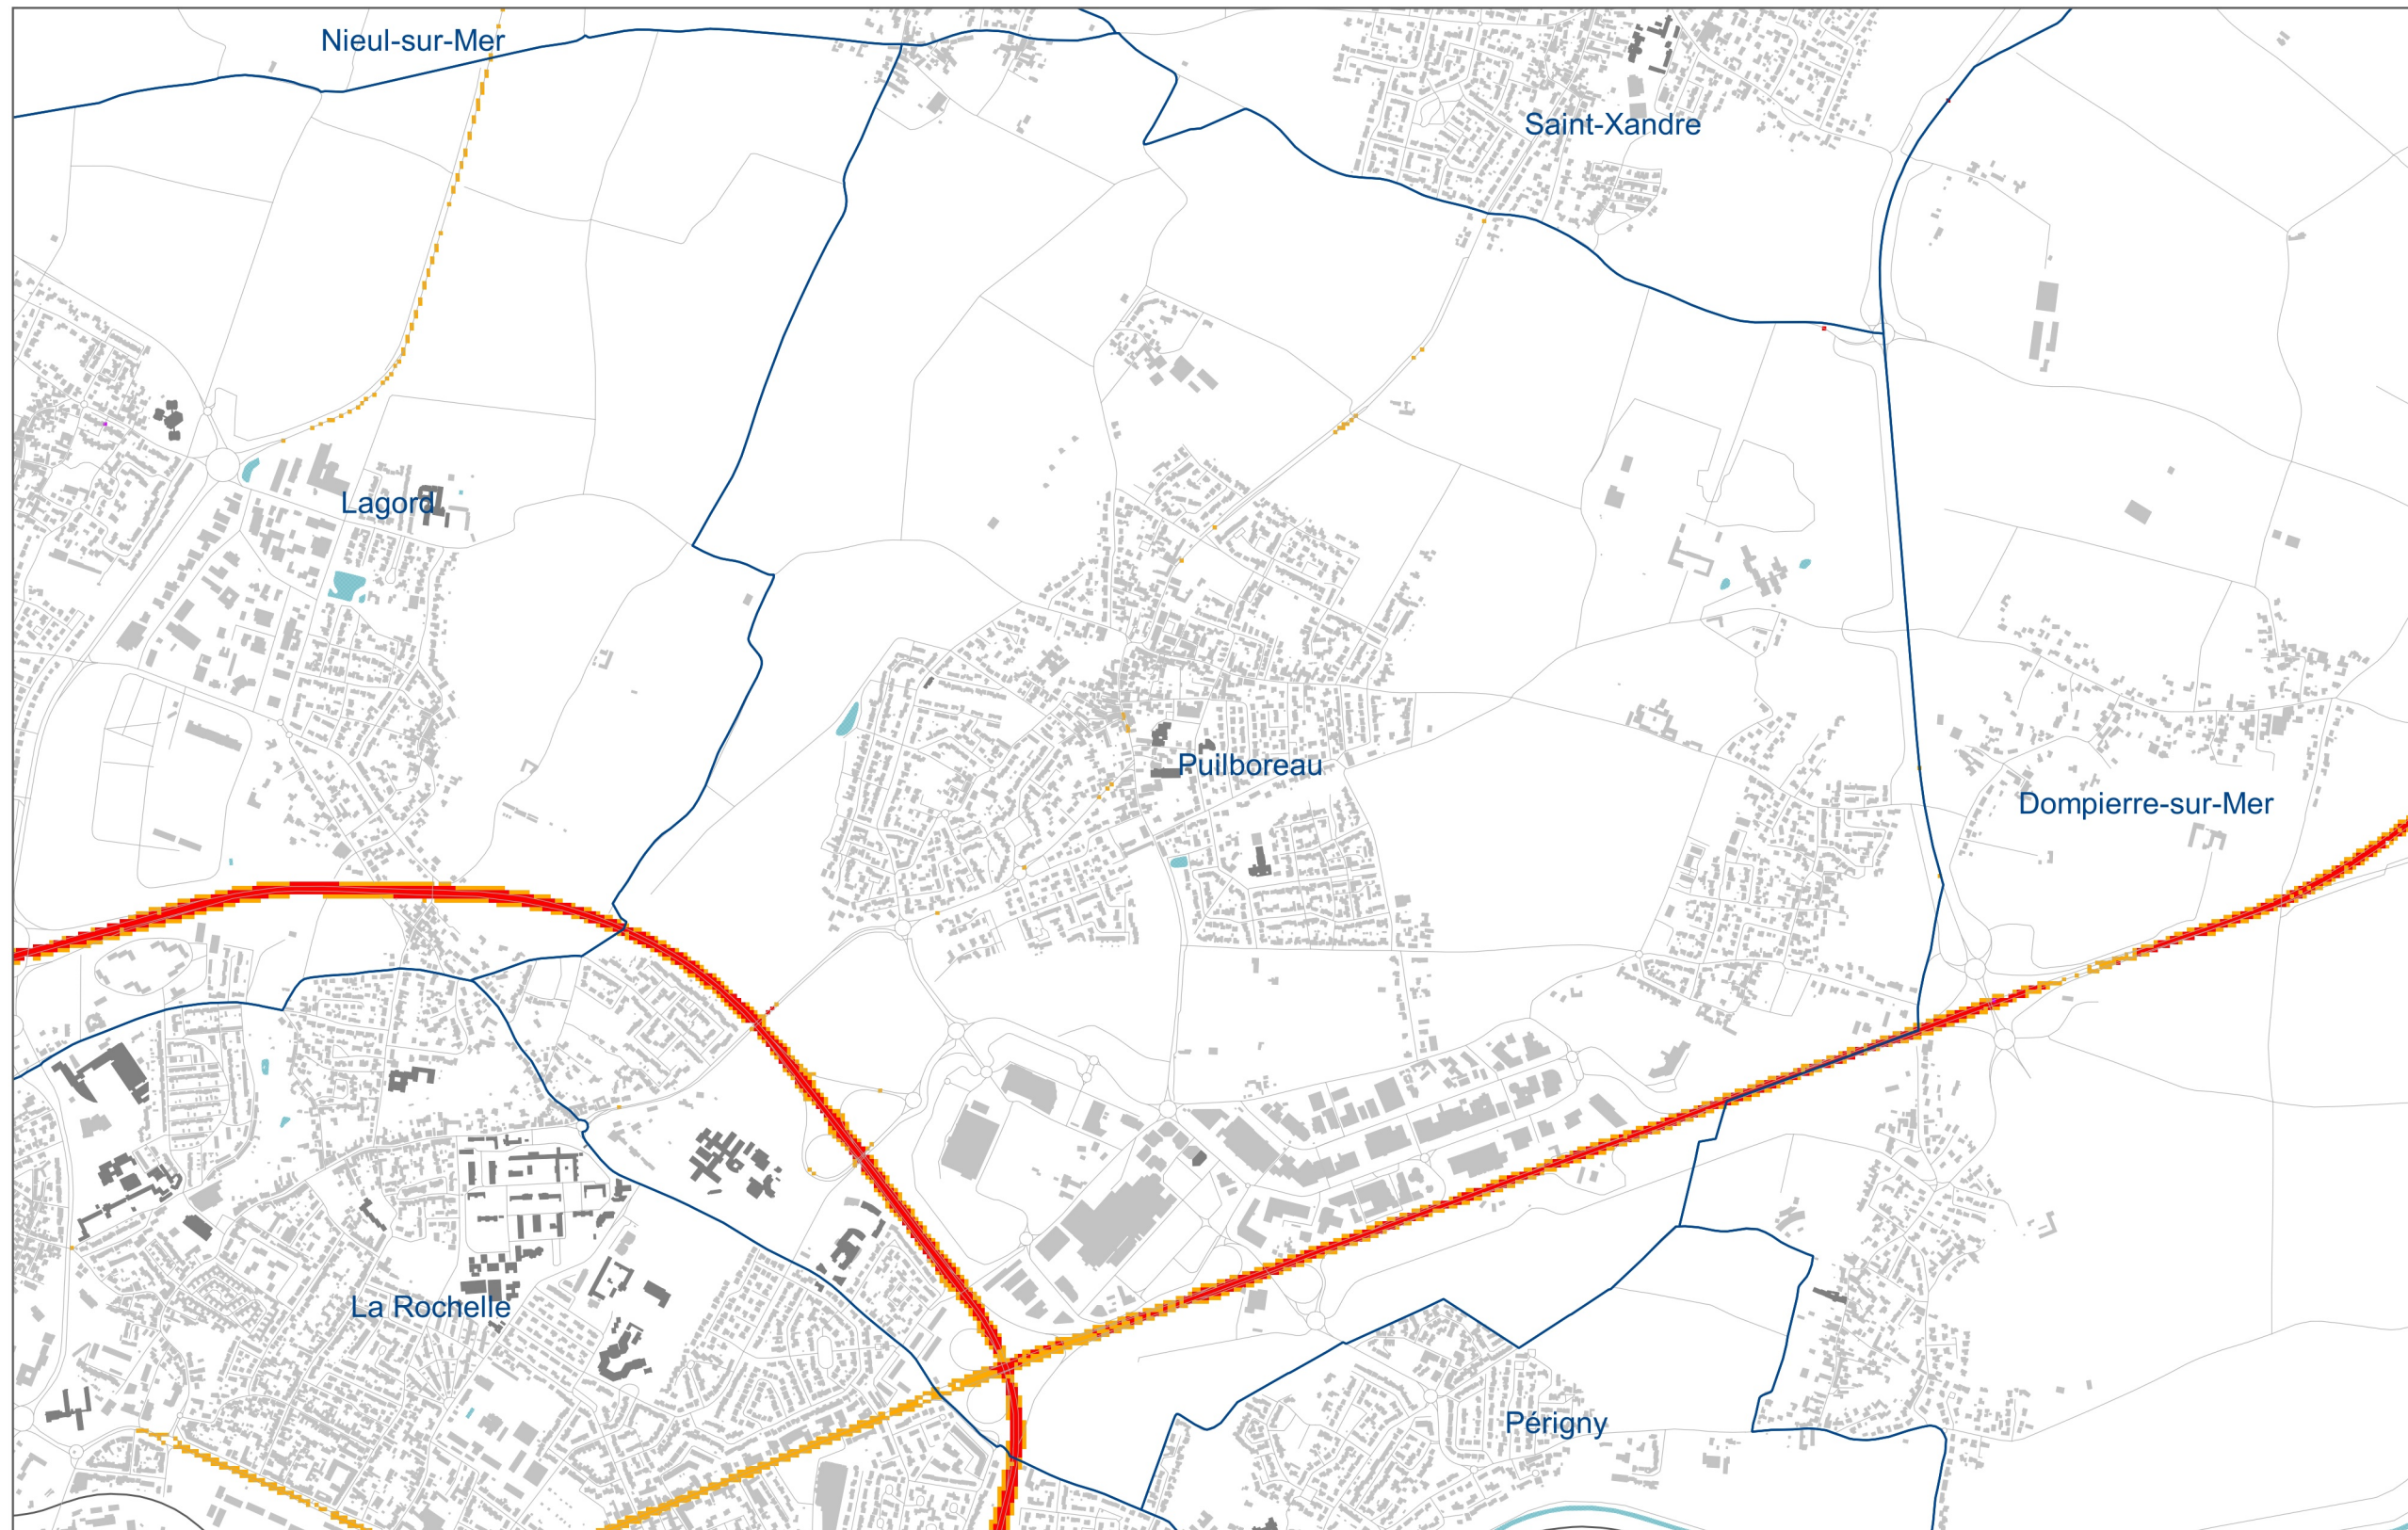 Nieul-sur-Mer
Saint-Xandre
Lagord
Puilboreau
Dompierre-sur-Mer
La Rochelle
Périgny